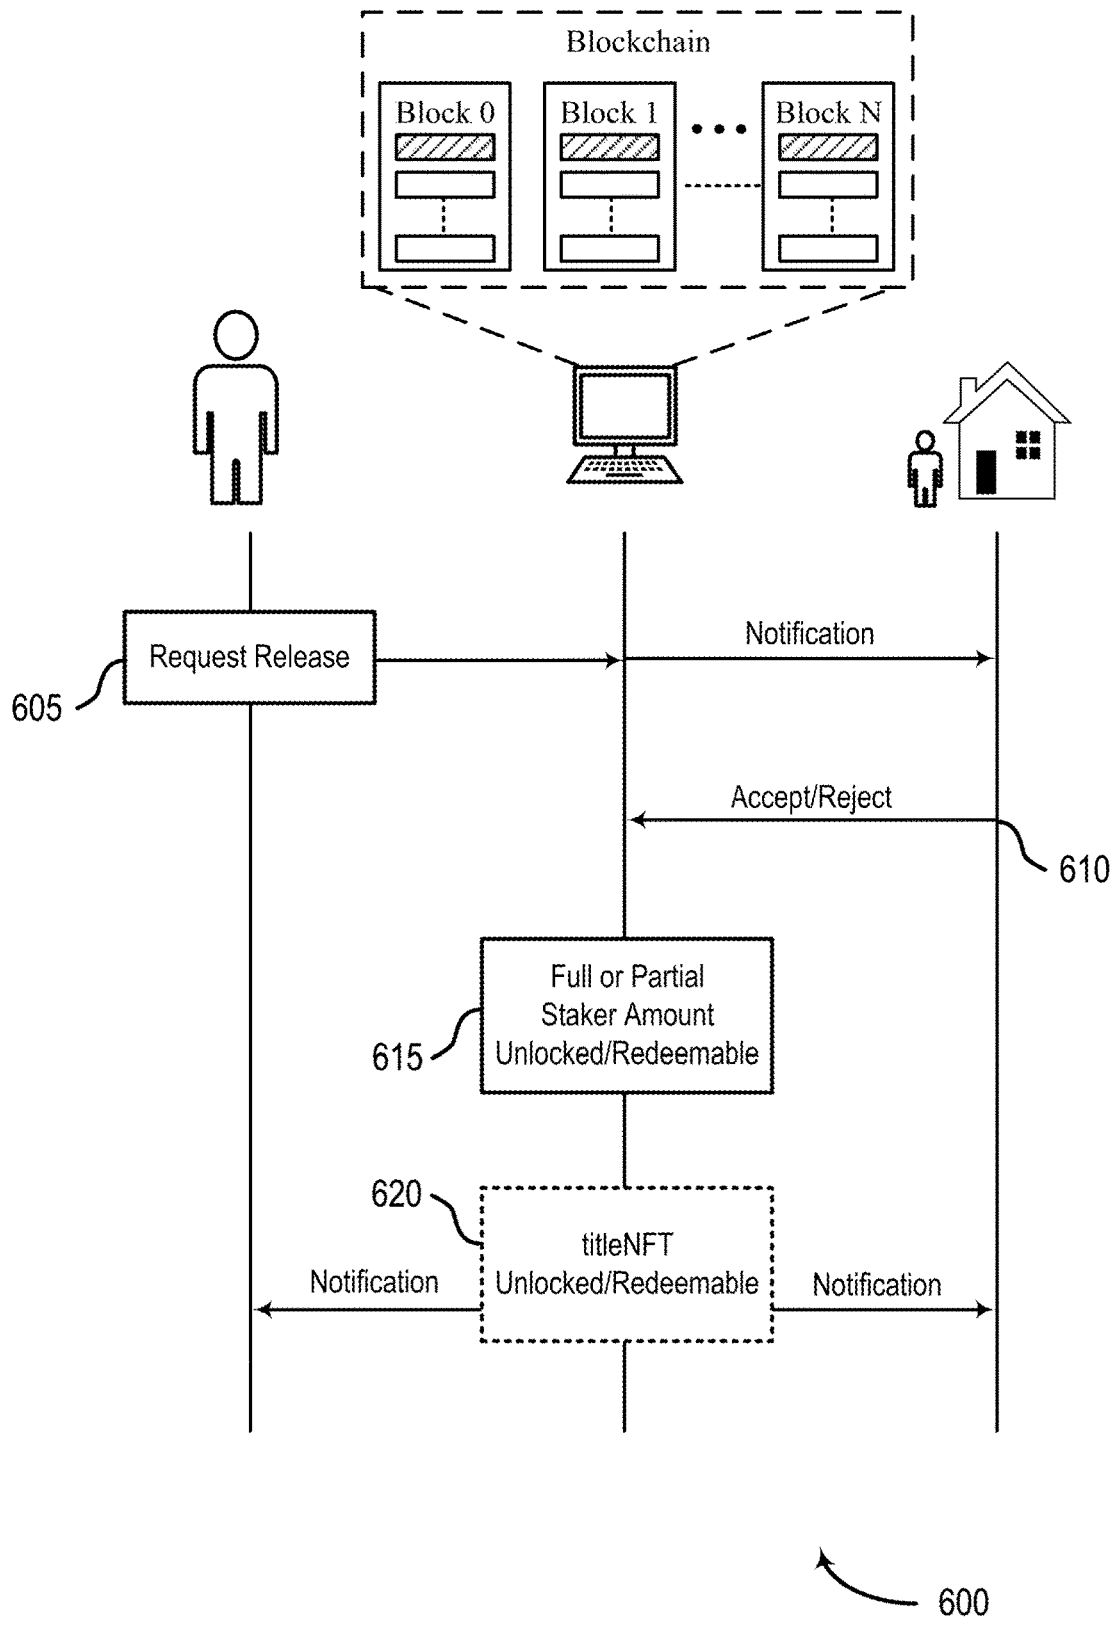 Blockchain
Block 0
Block 1
Block N
Request Release
605
Notification
Accept/Reject
610
Full or Partial
Staker Amount
Unlocked/Redeemable
615
620
titleNFT
Unlocked/Redeemable
Notification
Notification
600